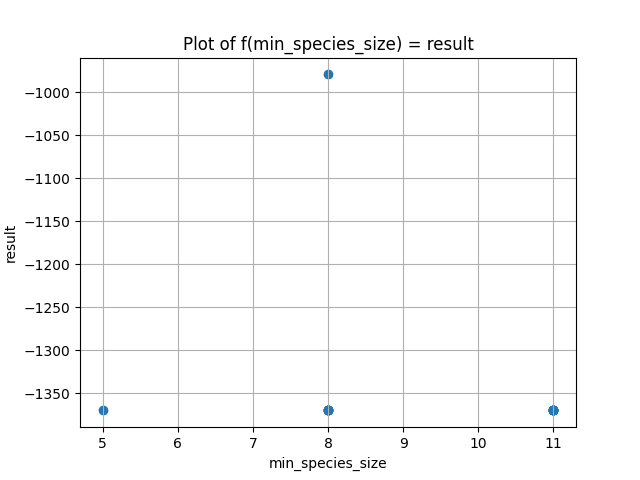 Plot of f(min_species_size) = result
−1000
−1050
−1100
−1150
−1200
−1250
−1300
−1350
result
5 6 7 8 9 10 11
min_species_size